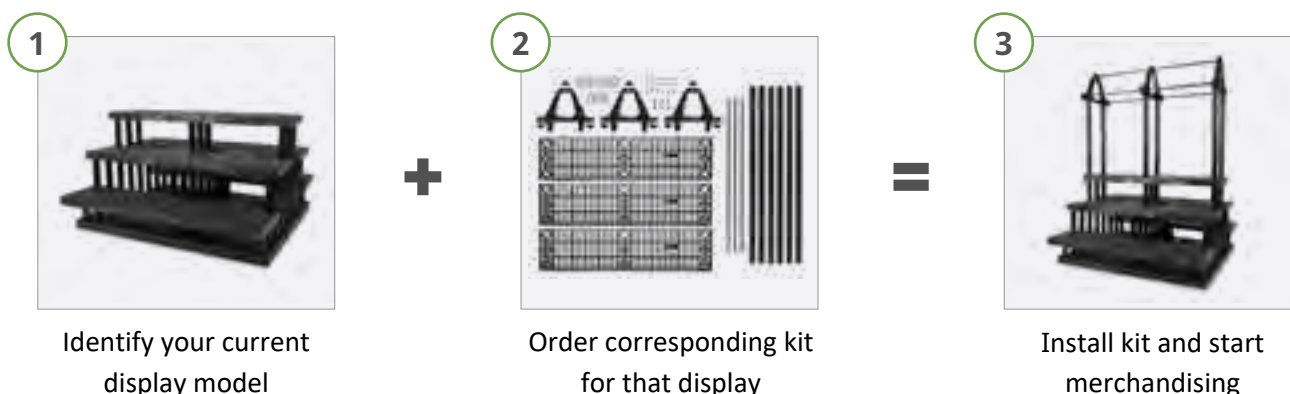 1
2
3
+
=
Identify your current
display model
Order corresponding kit
for that display
Install kit and start
merchandising